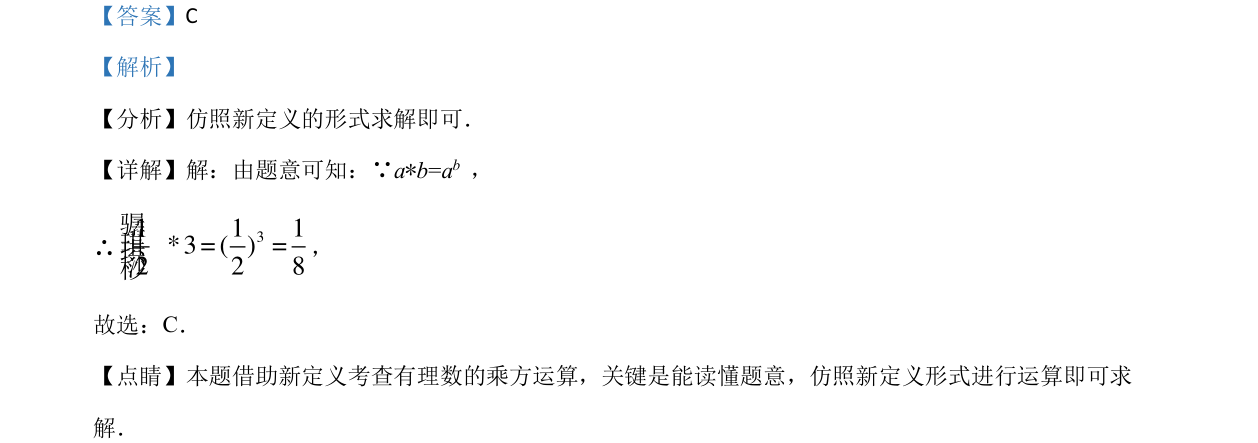 【答案】C
【解析】
【分析】仿照新定义的形式求解即可．
【详解】解：由题意可知：∵a*b=a^b，
∴ 1/2 *3=(1/2)^3=1/8，
故选：C．
【点睛】本题借助新定义考查有理数的乘方运算，关键是能读懂题意，仿照新定义形式进行运算即可求
解．